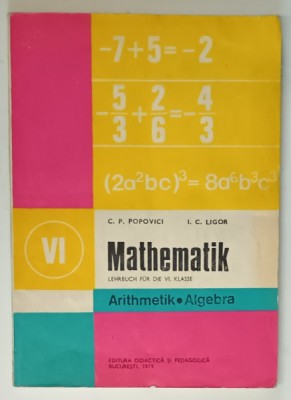 -7+5=-2
-5/3+2/6=-4/3
(2a²bc)³=8a⁶b³c³
C. P. POPOVICI I. C. LIGOR
VI
Mathematik
LEHRBUCH FÜR DIE VI. KLASSE
Arithmetik • Algebra
EDITURA DIDACTICĂ ȘI PEDAGOGICĂ
BUCUREȘTI, 1979